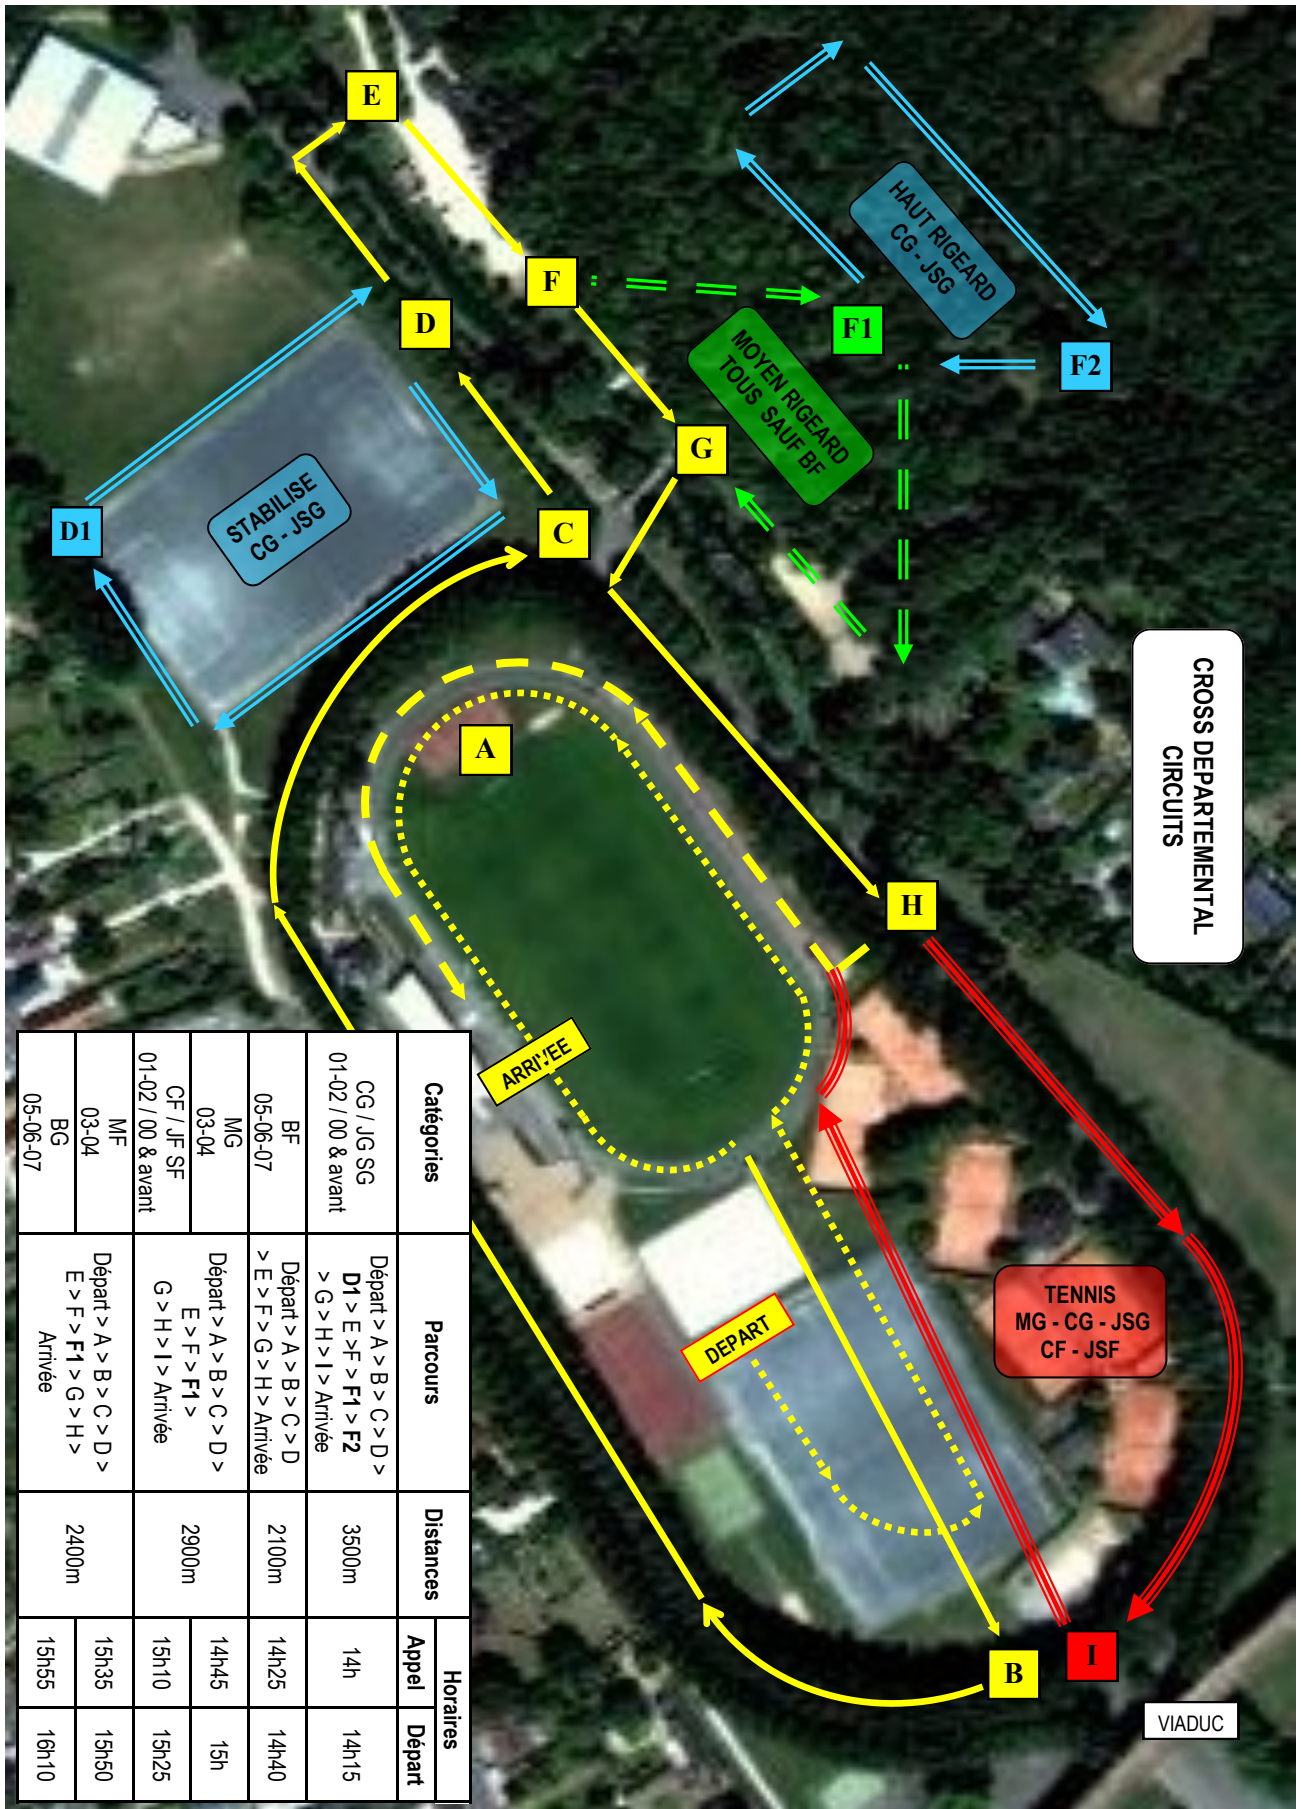 CROSS DEPARTEMENTAL
CIRCUITS
E
F
D
G
C
F1
F2
D1
A
H
B
I
HAUT RIGEARD
CG - JSG
MOYEN RIGEARD
TOUS SAUF BF
STABILISE
CG - JSG
ARRIVEE
DEPART
TENNIS
MG - CG - JSG
CF - JSF
VIADUC
Catégories
Parcours
Distances
Horaires
Appel
Départ
CG / JG SG
01-02 / 00 & avant
Départ > A > B > C > D >
D1 > E >F > F1 > F2
> G > H > I > Arrivée
3500m
14h
14h15
BF
05-06-07
Départ > A > B > C > D
> E > F > G > H > Arrivée
2100m
14h25
14h40
MG
03-04
Départ > A > B > C > D >
E > F > F1 >
G > H > I > Arrivée
2900m
14h45
15h
CF / JF SF
01-02 / 00 & avant
15h10
15h25
MF
03-04
Départ > A > B > C > D >
E > F > F1 > G > H >
Arrivée
2400m
15h35
15h50
BG
05-06-07
15h55
16h10